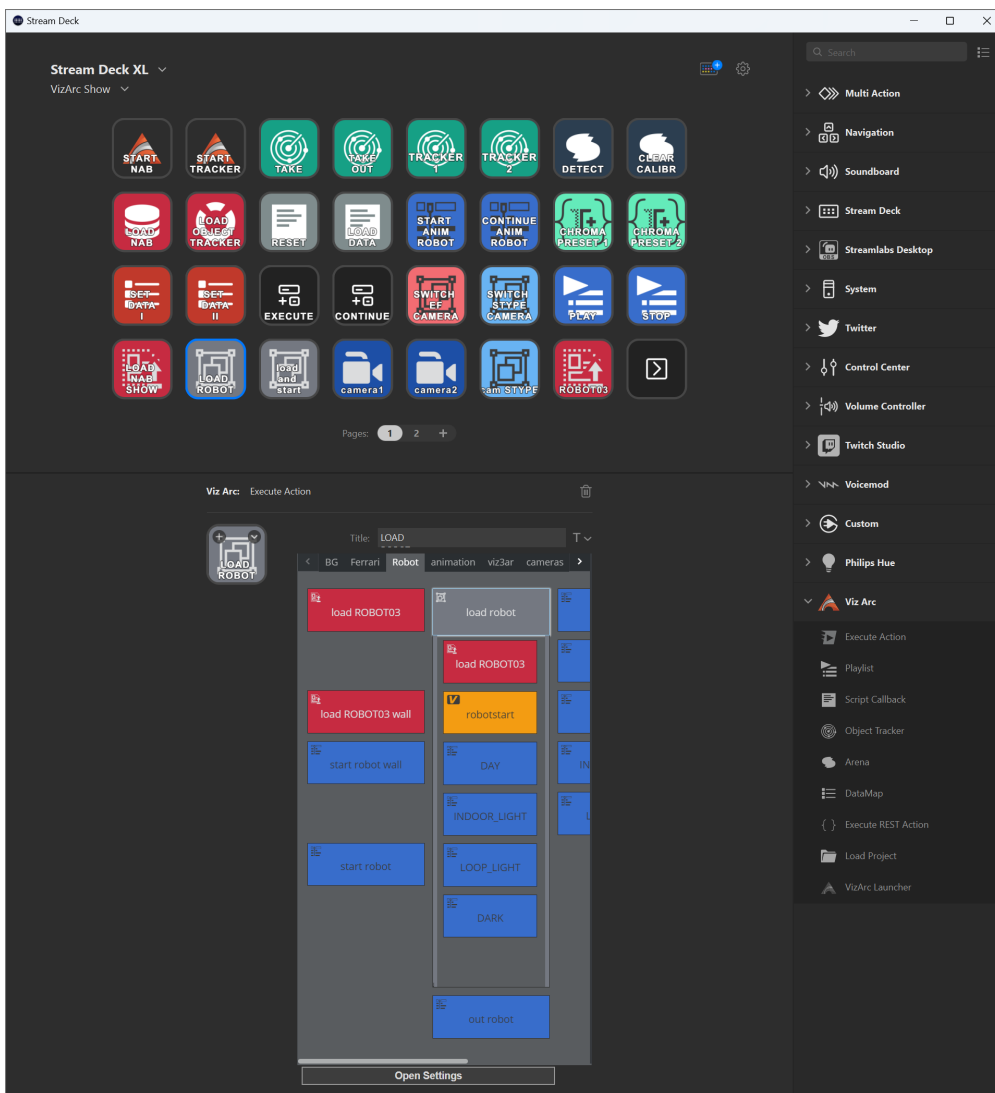 Stream Deck
Stream Deck XL
VizArc Show
START NAB
START TRACKER
TAKE
TAKE OUT
TRACKER 1
TRACKER 2
DETECT
CLEAR CALIBR
LOAD NAB
LOAD OBJECT TRACKER
RESET
LOAD DATA
START ANIM ROBOT
CONTINUE ANIM ROBOT
CHROMA PRESET 1
CHROMA PRESET 2
SET DATA I
SET DATA II
EXECUTE
CONTINUE
SWITCH EF CAMERA
SWITCH STYPE CAMERA
PLAY
STOP
LOAD NAB SHOW
LOAD ROBOT
load and start
camera1
camera2
am STYPE
ROBOT03
Pages: 1 2 +
Viz Arc: Execute Action
LOAD ROBOT
Title: LOAD
T
BG Ferrari Robot animation viz3ar cameras
load ROBOT03
load robot
load ROBOT03
load ROBOT03 wall
robotstart
start robot wall
DAY
IN
INDOOR_LIGHT
L
start robot
LOOP_LIGHT
DARK
out robot
Open Settings
Search
Multi Action
Navigation
Soundboard
Stream Deck
Streamlabs Desktop
System
Twitter
Control Center
Volume Controller
Twitch Studio
Voicemod
Custom
Philips Hue
Viz Arc
Execute Action
Playlist
Script Callback
Object Tracker
Arena
DataMap
Execute REST Action
Load Project
VizArc Launcher